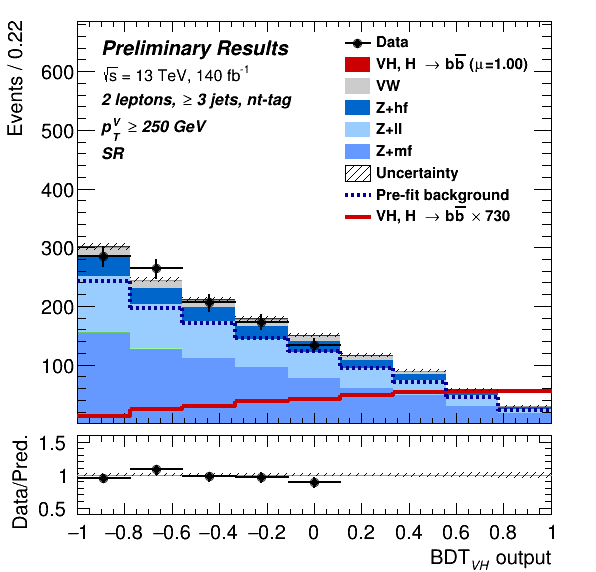 Events / 0.22
600
500
400
300
200
100
Preliminary Results
√s = 13 TeV, 140 fb⁻¹
2 leptons, ≥ 3 jets, nt-tag
p_T^V ≥ 250 GeV
SR
Data
VH, H → bb̅ (μ=1.00)
VW
Z+hf
Z+ll
Z+mf
Uncertainty
Pre-fit background
VH, H → bb̅ × 730
Data/Pred.
1.5
1
0.5
−1 −0.8 −0.6 −0.4 −0.2 0 0.2 0.4 0.6 0.8 1
BDT_VH output